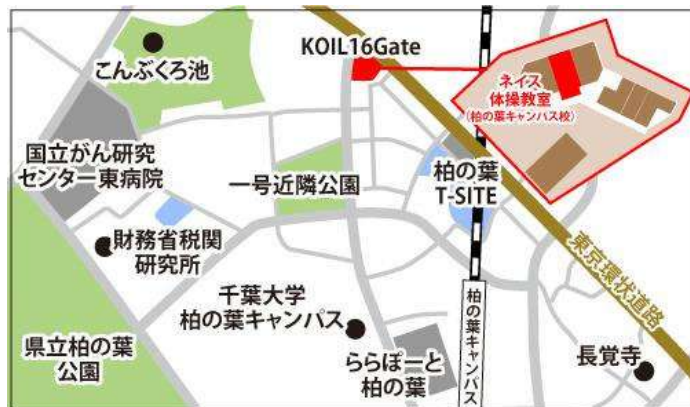 KOIL16Gate
こんぶくろ池
ネイス
体操教室
(柏の葉キャンパス校)
国立がん研究
センター東病院
一号近隣公園
柏の葉
T-SITE
財務省税関
研究所
東京環状道路
千葉大学
柏の葉キャンパス
柏の葉キャンパス
県立柏の葉
公園
ららぽーと
柏の葉
長覚寺